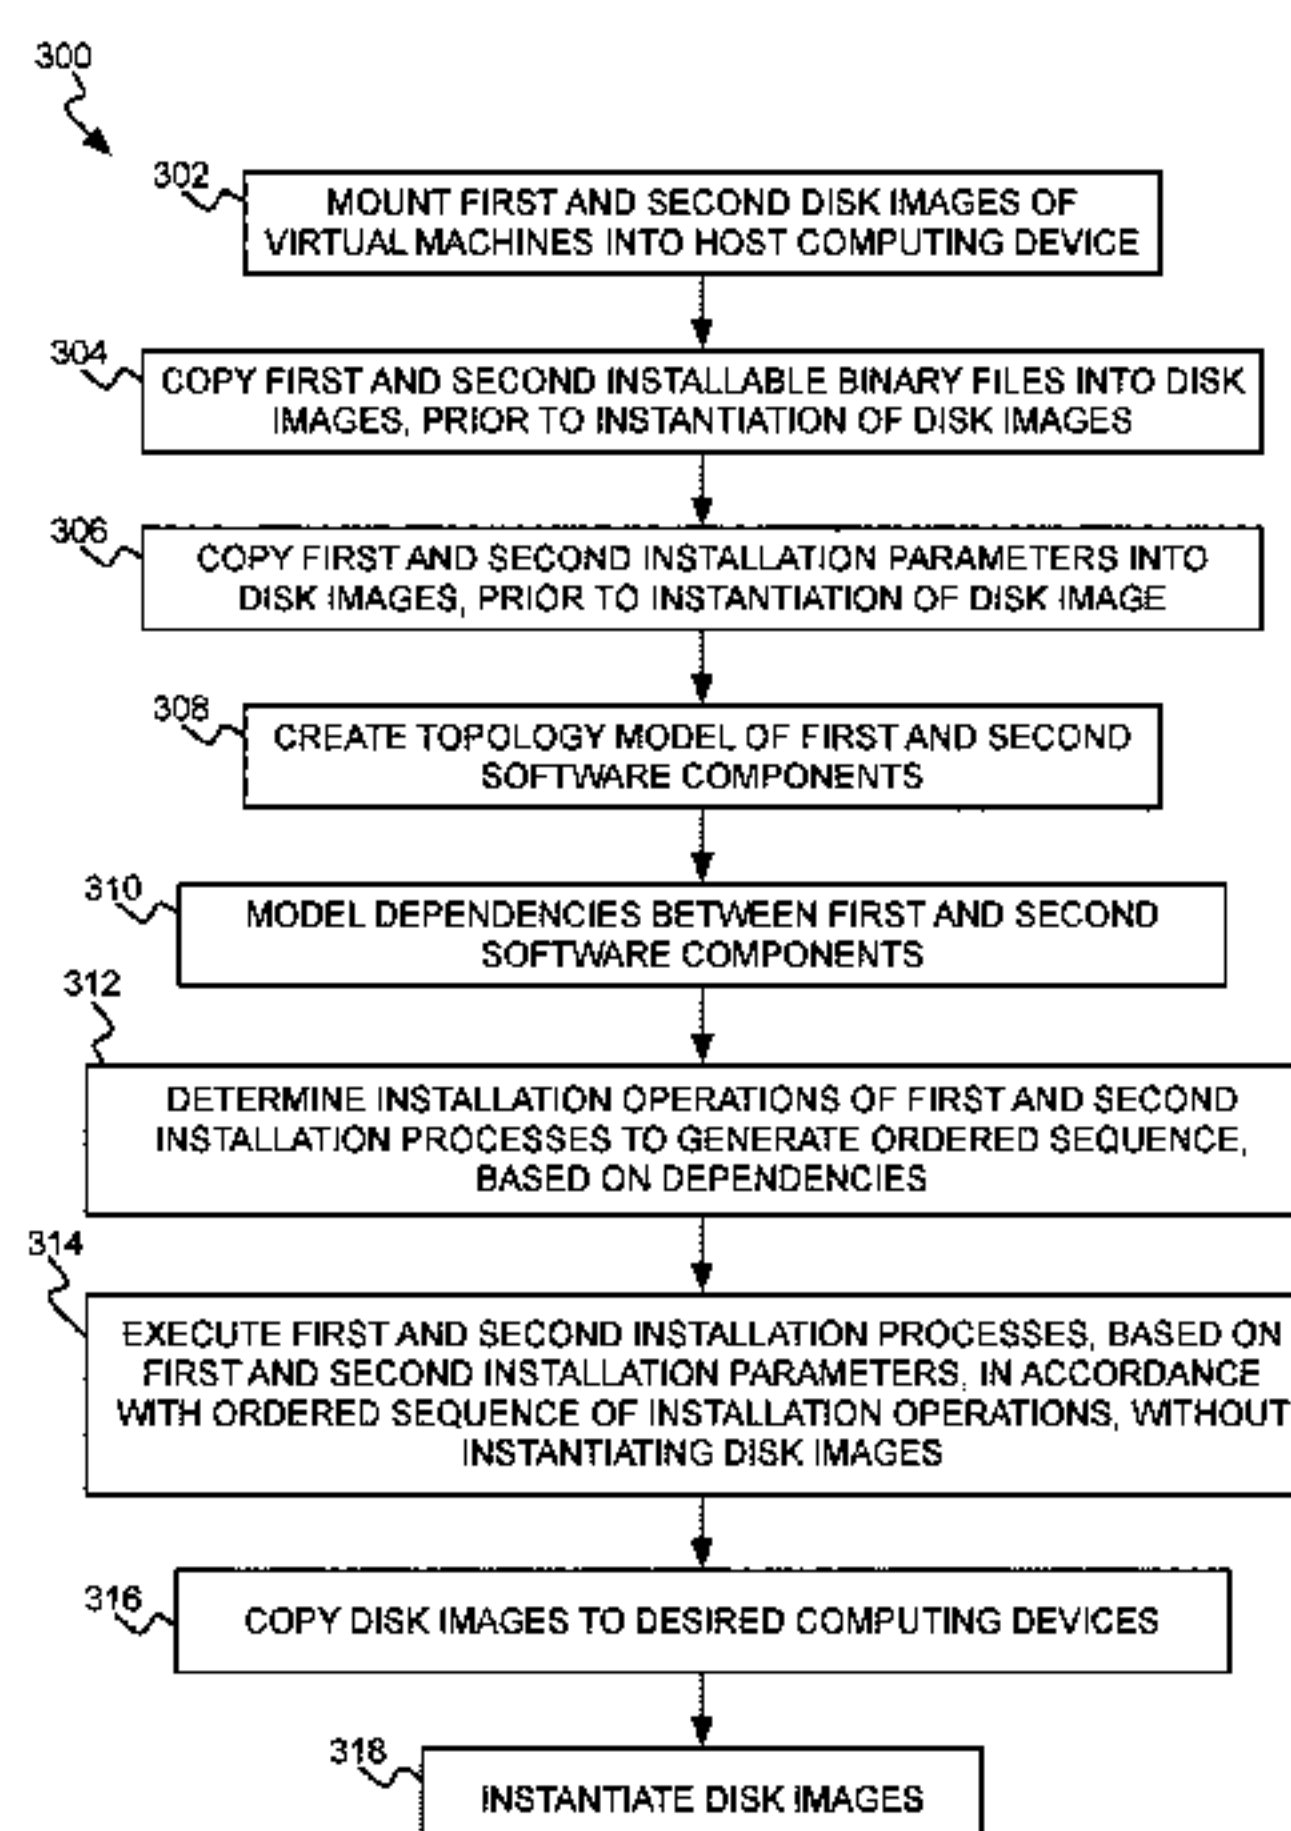 300
302
MOUNT FIRST AND SECOND DISK IMAGES OF
VIRTUAL MACHINES INTO HOST COMPUTING DEVICE
304
COPY FIRST AND SECOND INSTALLABLE BINARY FILES INTO DISK
IMAGES, PRIOR TO INSTANTIATION OF DISK IMAGES
306
COPY FIRST AND SECOND INSTALLATION PARAMETERS INTO
DISK IMAGES, PRIOR TO INSTANTIATION OF DISK IMAGE
308
CREATE TOPOLOGY MODEL OF FIRST AND SECOND
SOFTWARE COMPONENTS
310
MODEL DEPENDENCIES BETWEEN FIRST AND SECOND
SOFTWARE COMPONENTS
312
DETERMINE INSTALLATION OPERATIONS OF FIRST AND SECOND
INSTALLATION PROCESSES TO GENERATE ORDERED SEQUENCE,
BASED ON DEPENDENCIES
314
EXECUTE FIRST AND SECOND INSTALLATION PROCESSES, BASED ON
FIRST AND SECOND INSTALLATION PARAMETERS, IN ACCORDANCE
WITH ORDERED SEQUENCE OF INSTALLATION OPERATIONS, WITHOUT
INSTANTIATING DISK IMAGES
316
COPY DISK IMAGES TO DESIRED COMPUTING DEVICES
318
INSTANTIATE DISK IMAGES